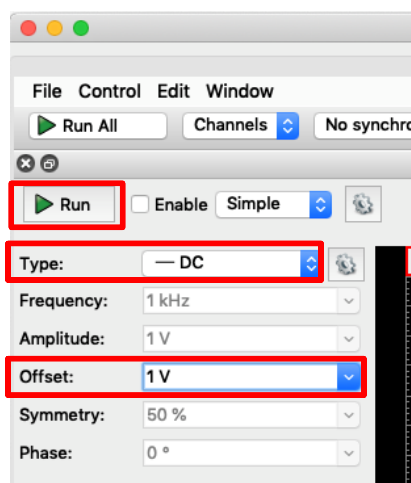 File Control Edit Window
Run All Channels No synchro
Run Enable Simple
Type: — DC
Frequency: 1 kHz
Amplitude: 1 V
Offset: 1 V
Symmetry: 50 %
Phase: 0 °